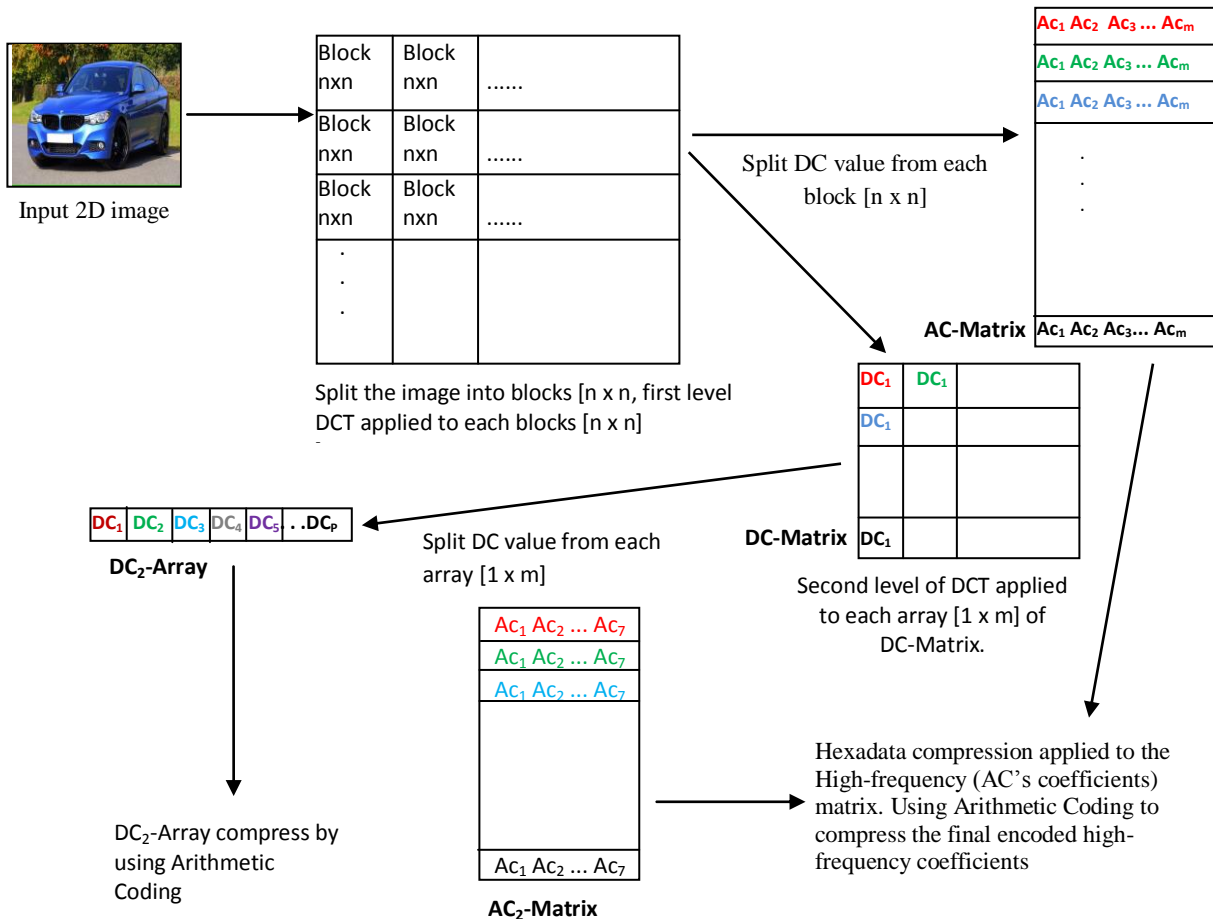 Input 2D image
Block nxn
Block nxn
......
Block nxn
Block nxn
......
Block nxn
Block nxn
......
.
.
.
Split the image into blocks [n x n, first level
DCT applied to each blocks [n x n]
Split DC value from each
block [n x n]
Ac1 Ac2 Ac3 ... Acm
Ac1 Ac2 Ac3 ... Acm
Ac1 Ac2 Ac3 ... Acm
.
.
.
AC-Matrix
Ac1 Ac2 Ac3... Acm
DC1
DC1
DC1
DC-Matrix
DC1
Second level of DCT applied
to each array [1 x m] of
DC-Matrix.
DC1 DC2 DC3 DC4 DC5 . . .DCP
DC2-Array
Split DC value from each
array [1 x m]
Ac1 Ac2 ... Ac7
Ac1 Ac2 ... Ac7
Ac1 Ac2 ... Ac7
Ac1 Ac2 ... Ac7
AC2-Matrix
DC2-Array compress by
using Arithmetic
Coding
Hexadata compression applied to the
High-frequency (AC’s coefficients)
matrix. Using Arithmetic Coding to
compress the final encoded high-
frequency coefficients